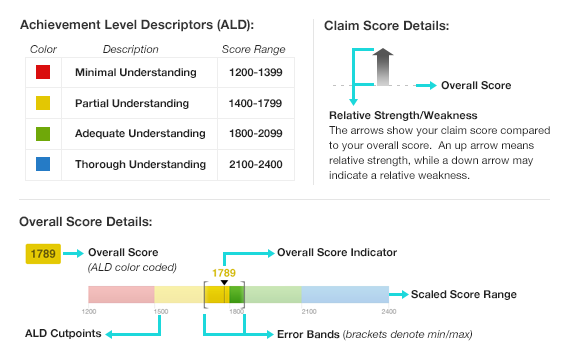 Achievement Level Descriptors (ALD):
Color Description Score Range
Minimal Understanding 1200-1399
Partial Understanding 1400-1799
Adequate Understanding 1800-2099
Thorough Understanding 2100-2400
Claim Score Details:
Overall Score
Relative Strength/Weakness
The arrows show your claim score compared
to your overall score. An up arrow means
relative strength, while a down arrow may
indicate a relative weakness.
Overall Score Details:
1789 Overall Score
(ALD color coded)
Overall Score Indicator
1789
Scaled Score Range
1200 1500 1800 2100 2400
ALD Cutpoints
Error Bands (brackets denote min/max)